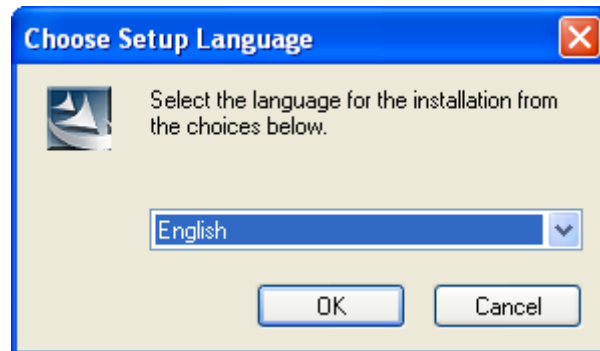 Choose Setup Language
Select the language for the installation from
the choices below.
English
OK
Cancel